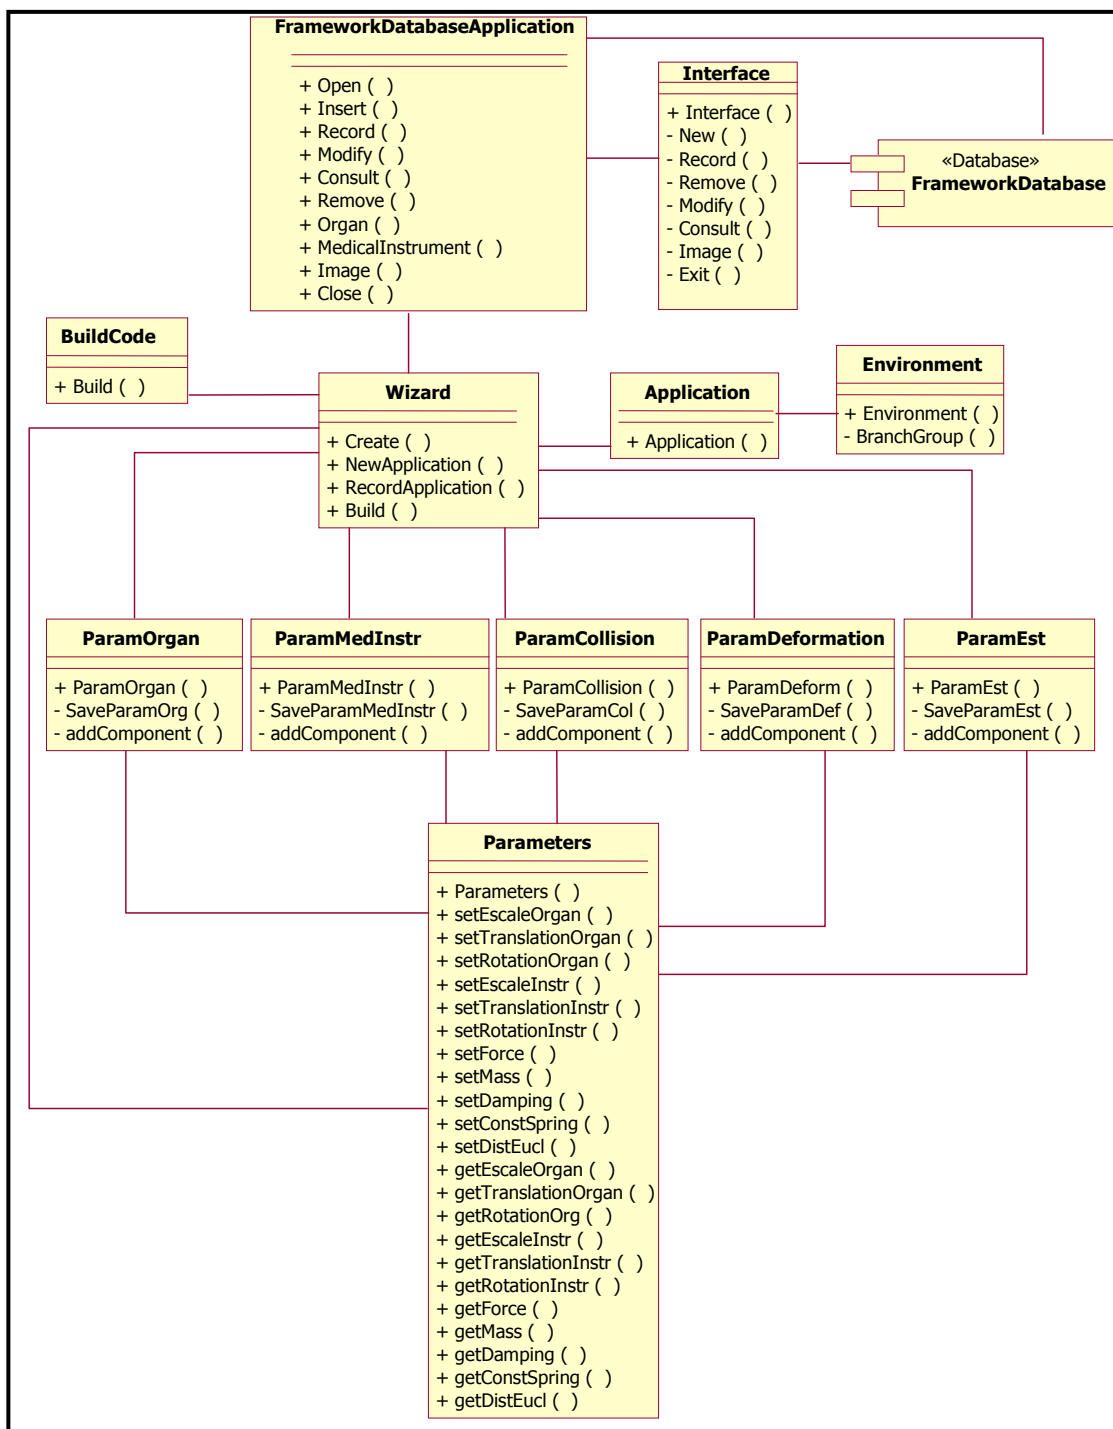 FrameworkDatabaseApplication
+ Open ( )
+ Insert ( )
+ Record ( )
+ Modify ( )
+ Consult ( )
+ Remove ( )
+ Organ ( )
+ MedicalInstrument ( )
+ Image ( )
+ Close ( )
Interface
+ Interface ( )
- New ( )
- Record ( )
- Remove ( )
- Modify ( )
- Consult ( )
- Image ( )
- Exit ( )
«Database»
FrameworkDatabase
BuildCode
+ Build ( )
Wizard
+ Create ( )
+ NewApplication ( )
+ RecordApplication ( )
+ Build ( )
Application
+ Application ( )
Environment
+ Environment ( )
- BranchGroup ( )
ParamOrgan
+ ParamOrgan ( )
- SaveParamOrg ( )
- addComponent ( )
ParamMedInstr
+ ParamMedInstr ( )
- SaveParamMedInstr ( )
- addComponent ( )
ParamCollision
+ ParamCollision ( )
- SaveParamCol ( )
- addComponent ( )
ParamDeformation
+ ParamDeform ( )
- SaveParamDef ( )
- addComponent ( )
ParamEst
+ ParamEst ( )
- SaveParamEst ( )
- addComponent ( )
Parameters
+ Parameters ( )
+ setEscaleOrgan ( )
+ setTranslationOrgan ( )
+ setRotationOrgan ( )
+ setEscaleInstr ( )
+ setTranslationInstr ( )
+ setRotationInstr ( )
+ setForce ( )
+ setMass ( )
+ setDamping ( )
+ setConstSpring ( )
+ setDistEucl ( )
+ getEscaleOrgan ( )
+ getTranslationOrgan ( )
+ getRotationOrg ( )
+ getEscaleInstr ( )
+ getTranslationInstr ( )
+ getRotationInstr ( )
+ getForce ( )
+ getMass ( )
+ getDamping ( )
+ getConstSpring ( )
+ getDistEucl ( )